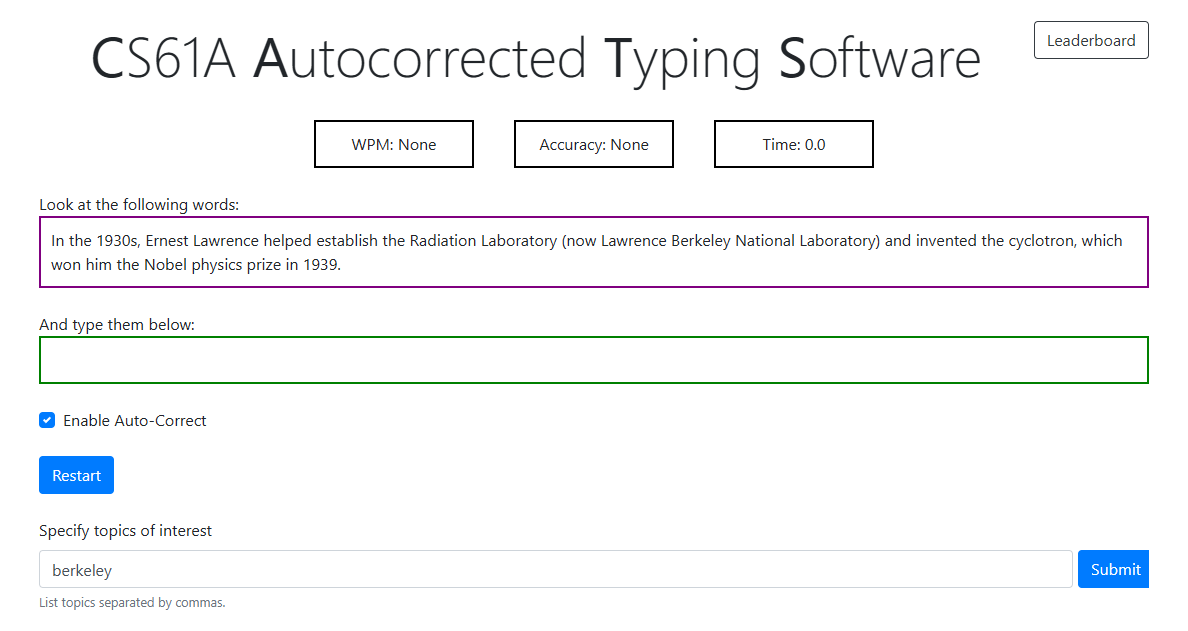 CS61A Autocorrected Typing Software
Leaderboard
WPM: None
Accuracy: None
Time: 0.0
Look at the following words:
In the 1930s, Ernest Lawrence helped establish the Radiation Laboratory (now Lawrence Berkeley National Laboratory) and invented the cyclotron, which
won him the Nobel physics prize in 1939.
And type them below:
Enable Auto-Correct
Restart
Specify topics of interest
berkeley
Submit
List topics separated by commas.